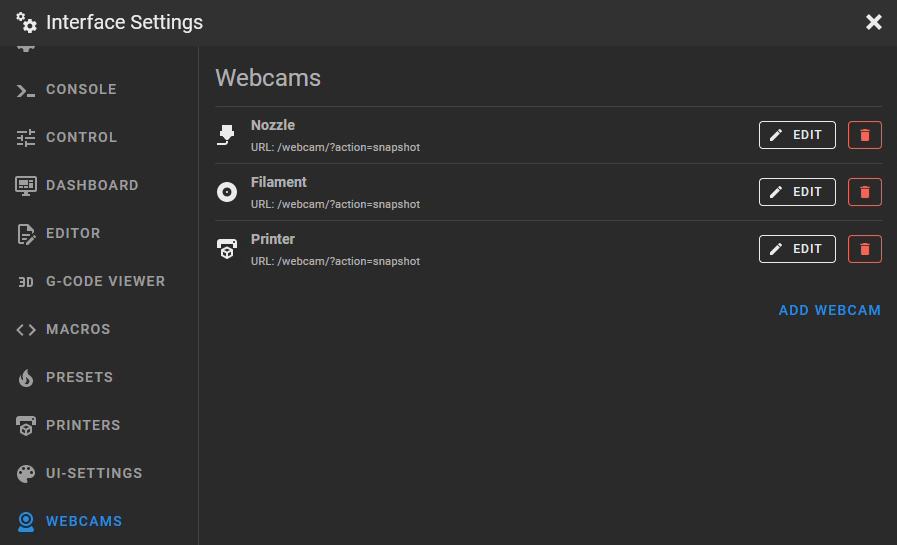 Interface Settings
CONSOLE
CONTROL
DASHBOARD
EDITOR
3D G-CODE VIEWER
MACROS
PRESETS
PRINTERS
UI-SETTINGS
WEBCAMS
Webcams
Nozzle
URL: /webcam/?action=snapshot
EDIT
Filament
URL: /webcam/?action=snapshot
EDIT
Printer
URL: /webcam/?action=snapshot
EDIT
ADD WEBCAM